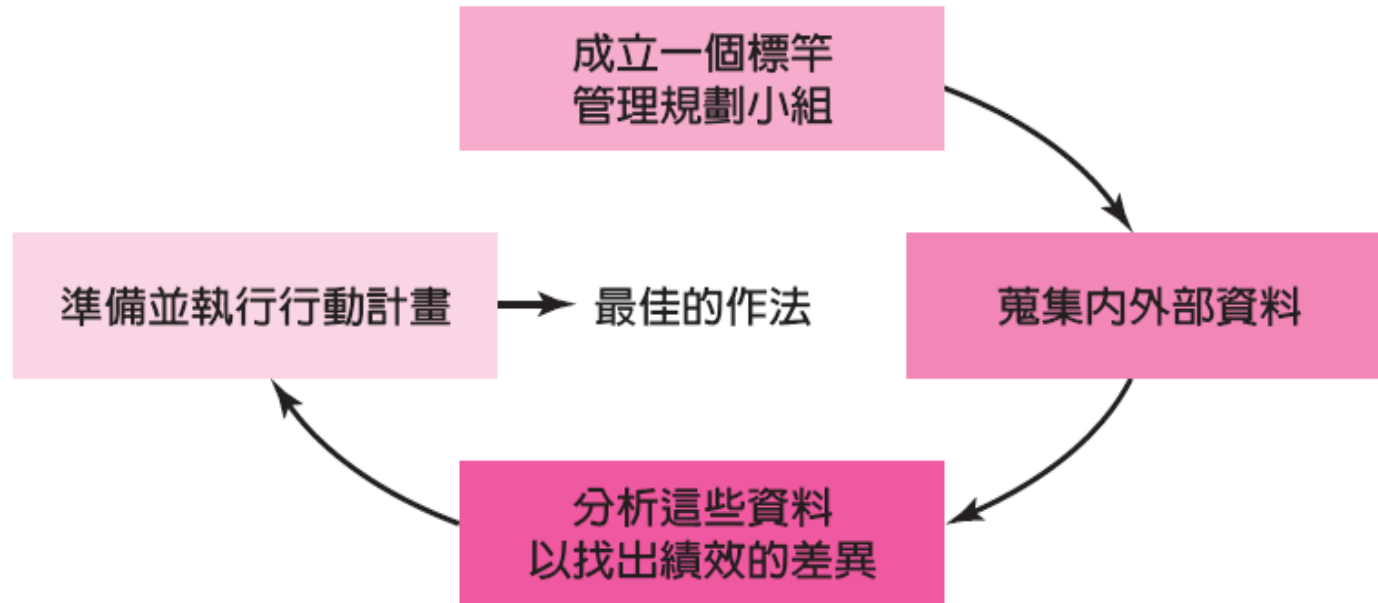 成立一個標竿
管理規劃小組
準備並執行行動計畫
最佳的作法
蒐集內外部資料
分析這些資料
以找出績效的差異